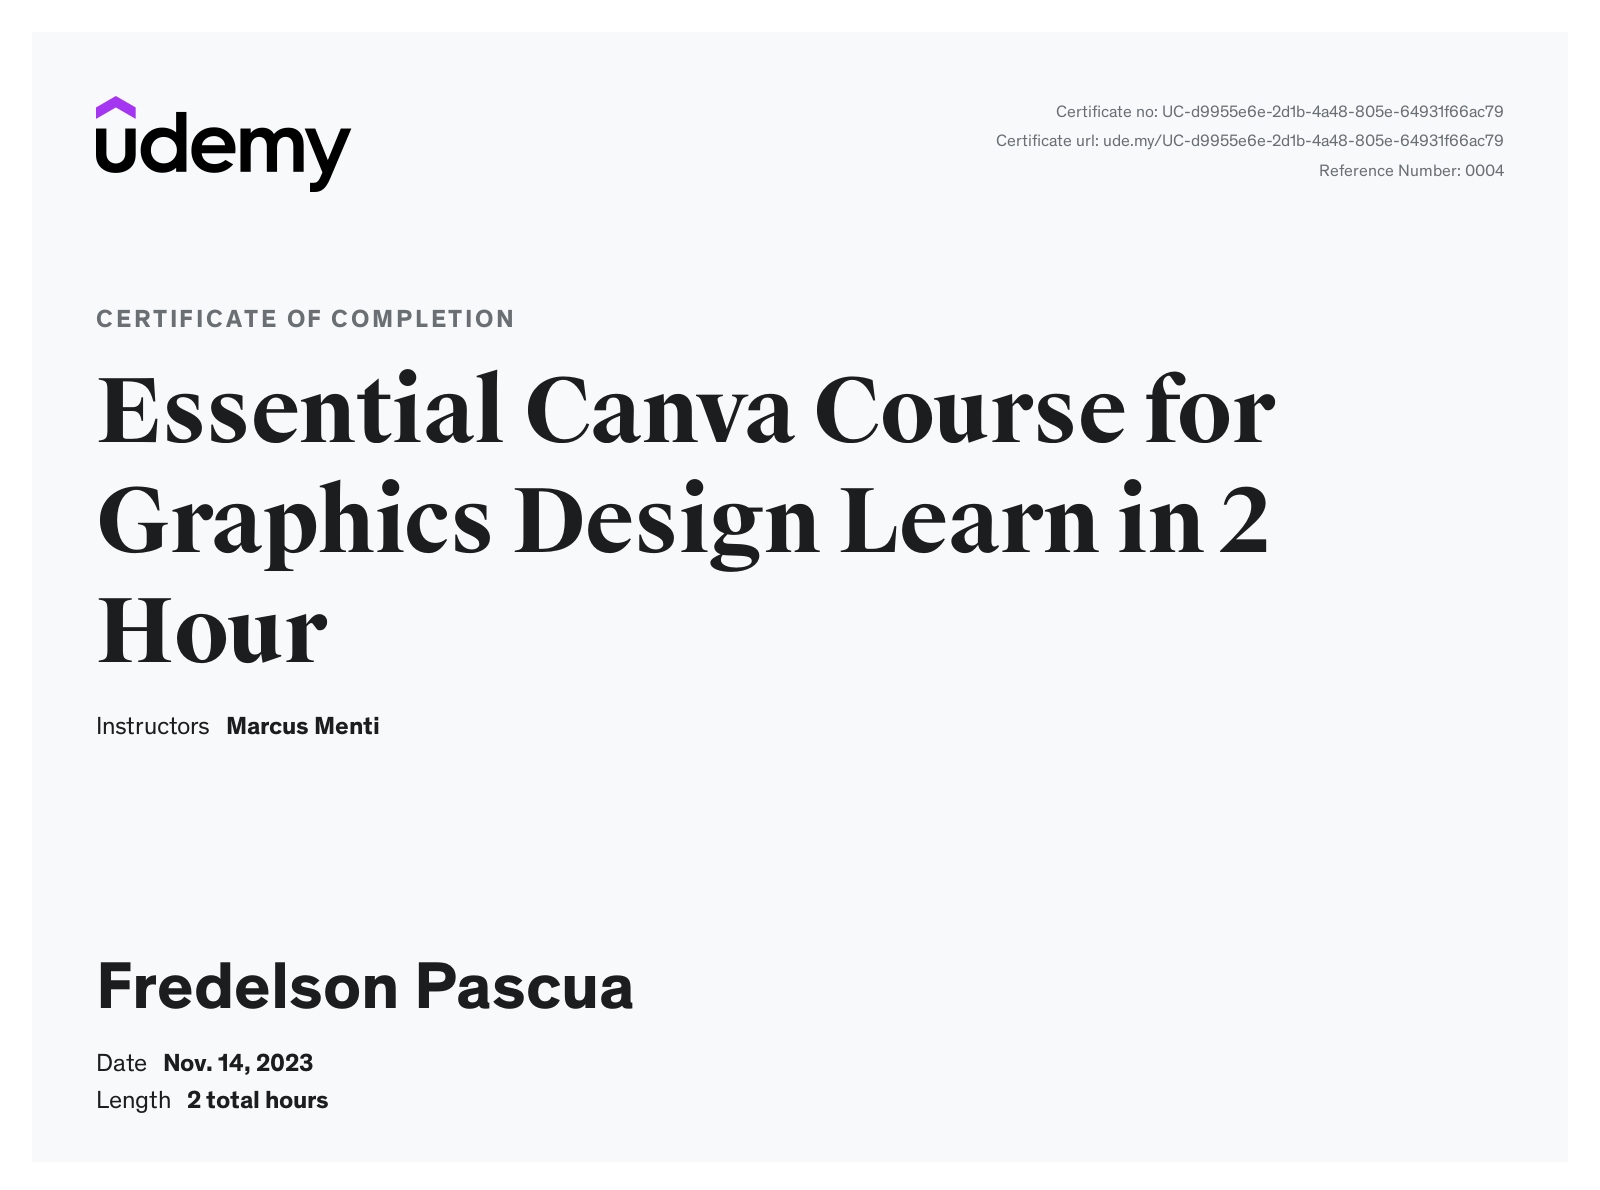 udemy
Certificate no: UC-d9955e6e-2d1b-4a48-805e-64931f66ac79
Certificate url: ude.my/UC-d9955e6e-2d1b-4a48-805e-64931f66ac79
Reference Number: 0004
CERTIFICATE OF COMPLETION
Essential Canva Course for
Graphics Design Learn in 2
Hour
Instructors Marcus Menti
Fredelson Pascua
Date Nov. 14, 2023
Length 2 total hours